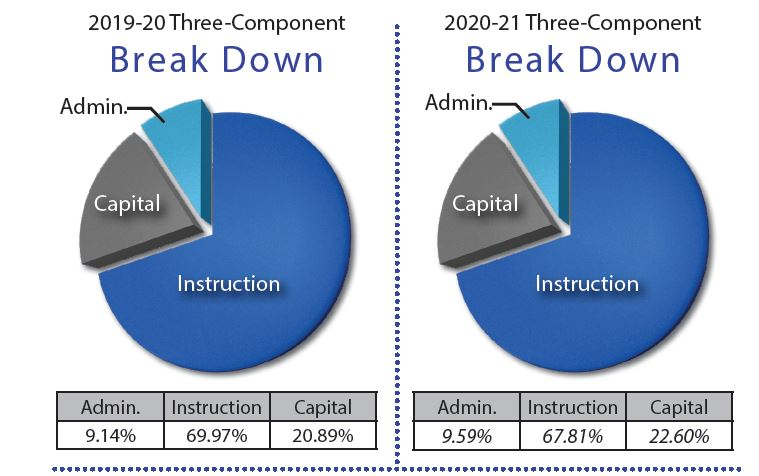 2019-20 Three-Component
Break Down
Admin.
Capital
Instruction
Admin. Instruction Capital
9.14% 69.97% 20.89%
2020-21 Three-Component
Break Down
Admin.
Capital
Instruction
Admin. Instruction Capital
9.59% 67.81% 22.60%